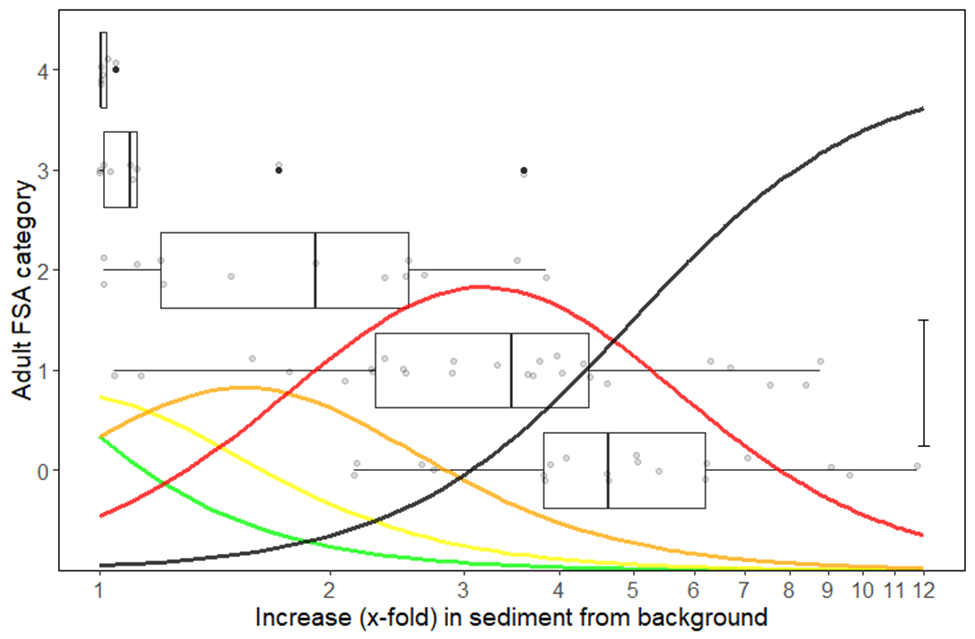 Adult FSA category
4
3
2
1
0
1 2 3 4 5 6 7 8 9 10 11 12
Increase (x-fold) in sediment from background